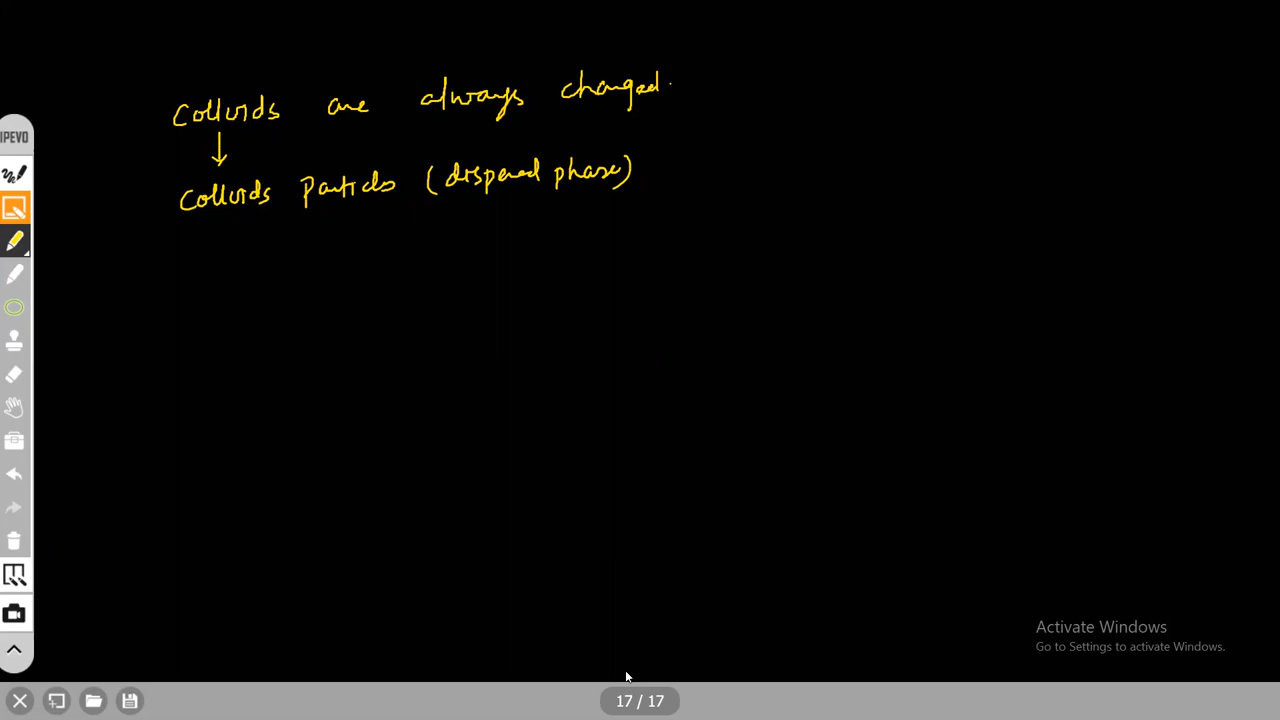 Colloids are always charged.
↓
Colloids Particles (dispersed phase)
IPEVO
Activate Windows
Go to Settings to activate Windows.
17 / 17